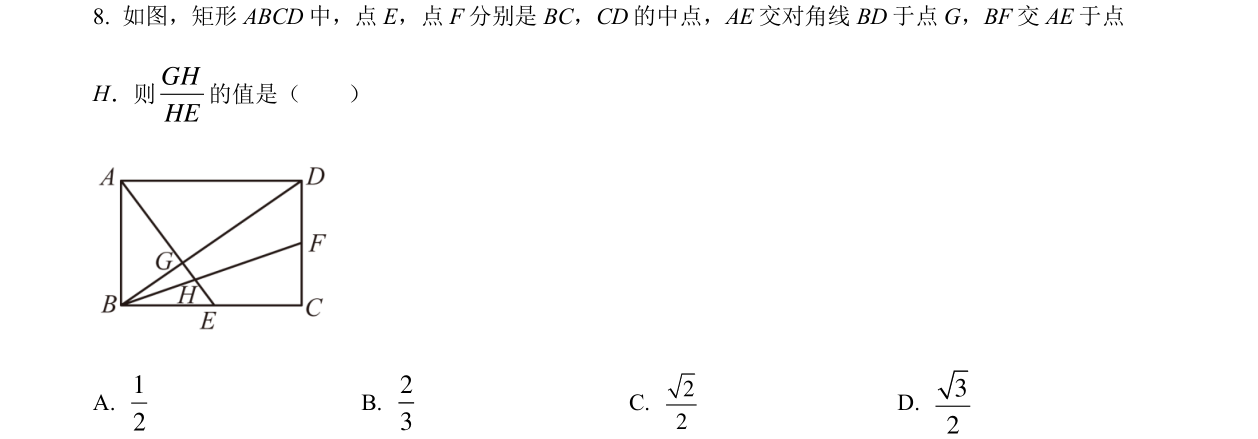 8. 如图，矩形 ABCD 中，点 E，点 F 分别是 BC，CD 的中点，AE 交对角线 BD 于点 G，BF 交 AE 于点
H．则 GH/HE 的值是（　　）
A
D
F
G
H
B
E
C
A. 1/2 B. 2/3 C. √2/2 D. √3/2